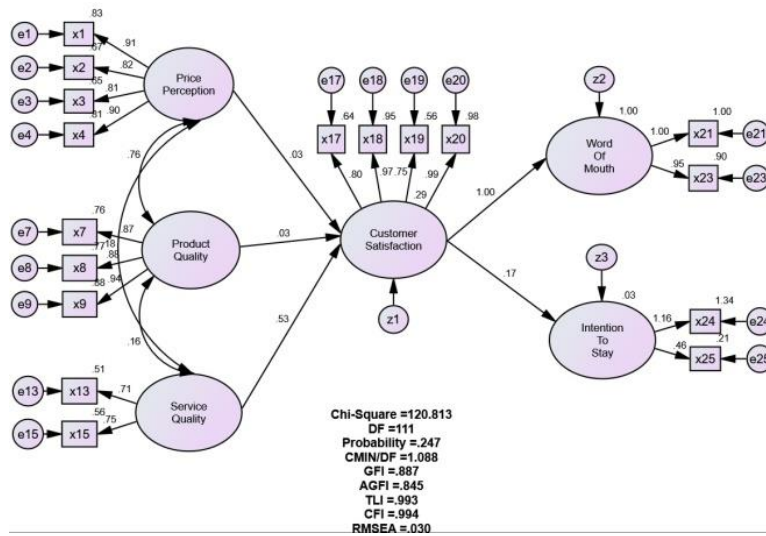 e1
x1
.83
.91
e2
x2
.67
.82
e3
x3
.65
.81
e4
x4
.81
.90
Price
Perception
e17
e18
e19
e20
.64
.95
.56
.98
x17
x18
x19
x20
.80
.97
.75
.99
.29
z2
1.00
Word
Of
Mouth
1.00
x21
1.00
e21
.95
x23
.90
e23
.76
.03
1.00
e7
x7
.76
.87
e8
x8
.77
.18
.88
e9
x9
.88
.94
Product
Quality
.03
Customer
Satisfaction
z1
.17
z3
.03
Intention
To
Stay
1.16
x24
1.34
e24
.46
x25
.21
e25
.16
.53
e13
x13
.51
.71
e15
x15
.56
.75
Service
Quality
Chi-Square =120.813
DF =111
Probability =.247
CMIN/DF =1.088
GFI =.887
AGFI =.845
TLI =.993
CFI =.994
RMSEA =.030